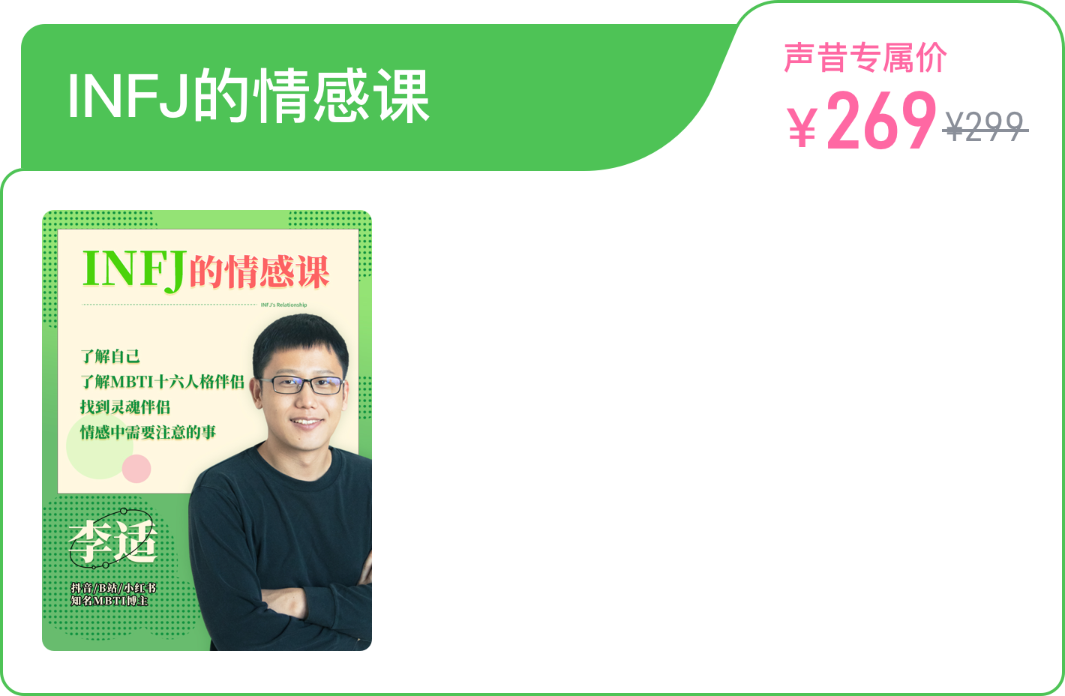 INFJ的情感课
声昔专属价
¥269 ¥299
INFJ的情感课
INFJ's Relationship
了解自己
了解MBTI十六人格伴侣
找到灵魂伴侣
情感中需要注意的事
李适
抖音/B站/小红书
知名MBTI博主